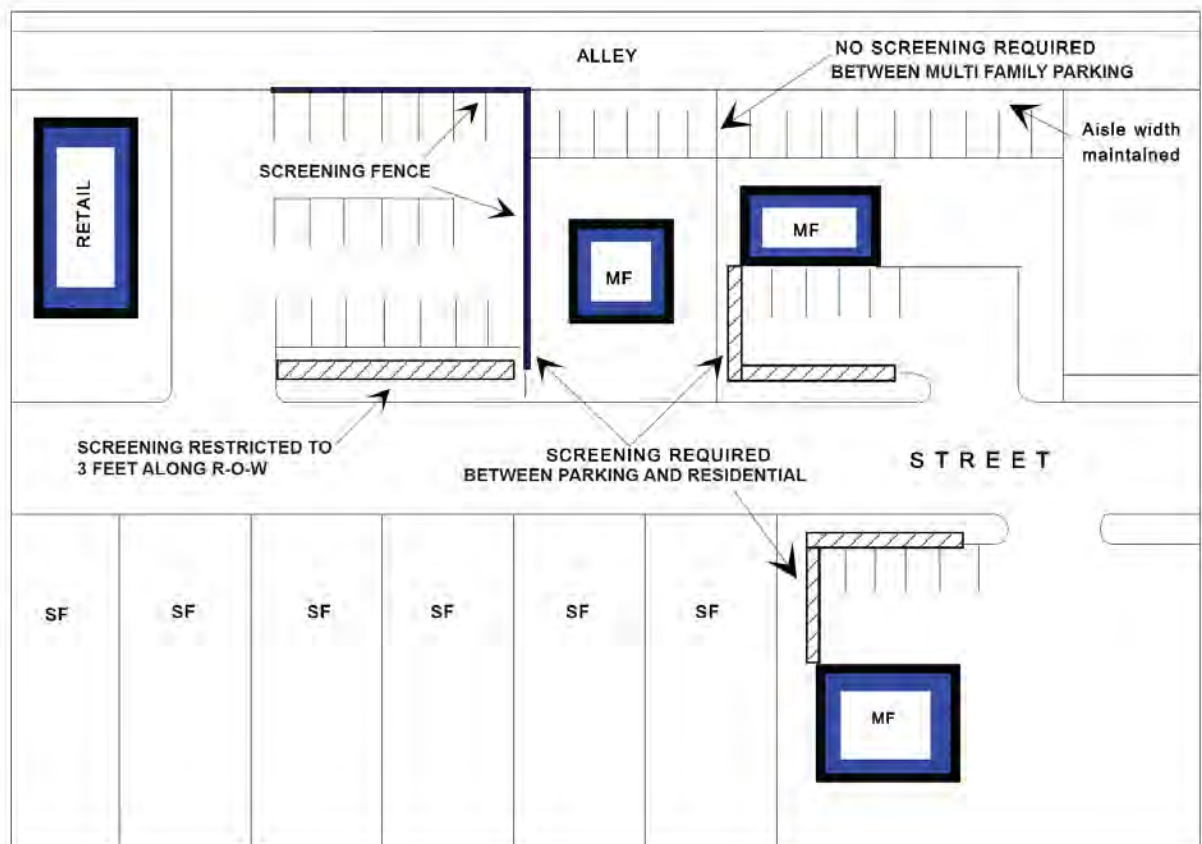 ALLEY
NO SCREENING REQUIRED
BETWEEN MULTI FAMILY PARKING
Aisle width
maintained
SCREENING FENCE
RETAIL
MF
MF
SCREENING RESTRICTED TO
3 FEET ALONG R-O-W
SCREENING REQUIRED
BETWEEN PARKING AND RESIDENTIAL
STREET
SF
SF
SF
SF
SF
SF
MF